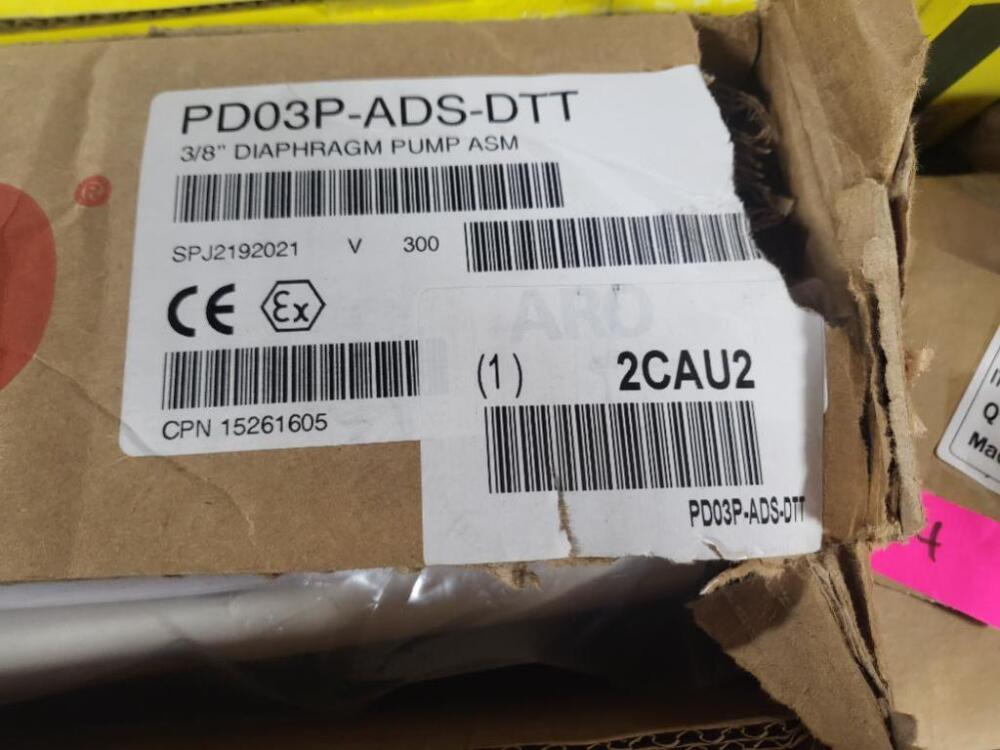 PD03P-ADS-DTT
3/8" DIAPHRAGM PUMP ASM
SPJ2192021 V 300
CE Ex
ARO
(1) 2CAU2
CPN 15261605
PD03P-ADS-DTT
®
Q
4